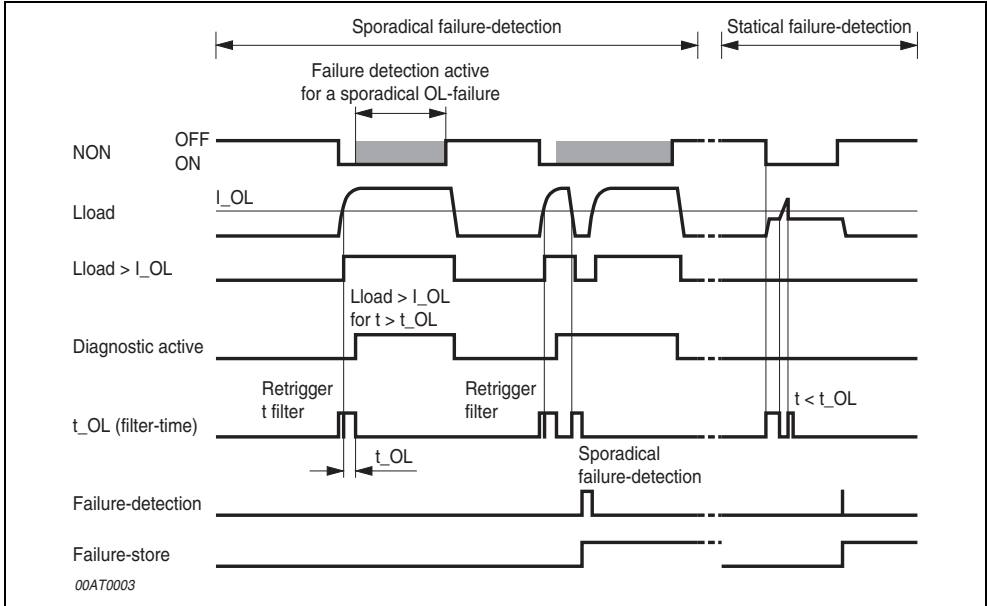 Sporadical failure-detection
Statical failure-detection
Failure detection active
for a sporadical OL-failure
NON
OFF
ON
I_OL
Lload
Lload > I_OL
Lload > I_OL
for t > t_OL
Diagnostic active
Retrigger
t filter
Retrigger
filter
t < t_OL
t_OL (filter-time)
t_OL
Sporadical
failure-detection
Failure-detection
Failure-store
00AT0003